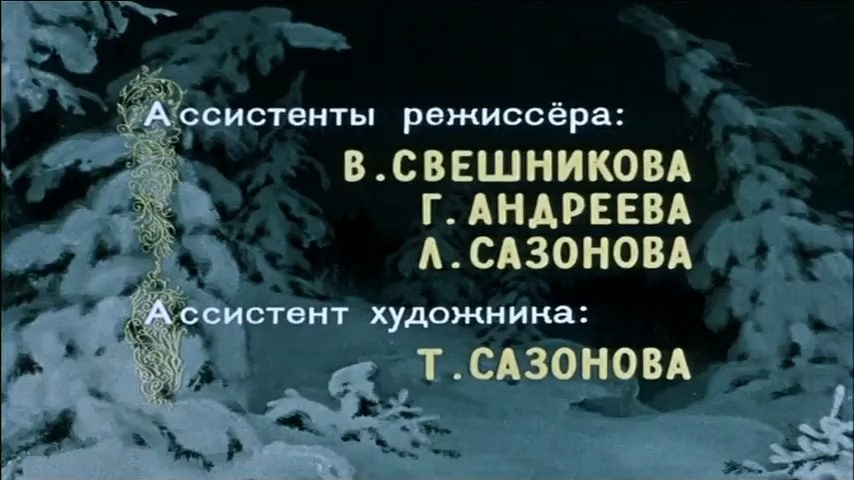 Ассистенты режиссёра:
В.СВЕШНИКОВА
Г.АНДРЕЕВА
Л.САЗОНОВА
Ассистент художника:
Т.САЗОНОВА